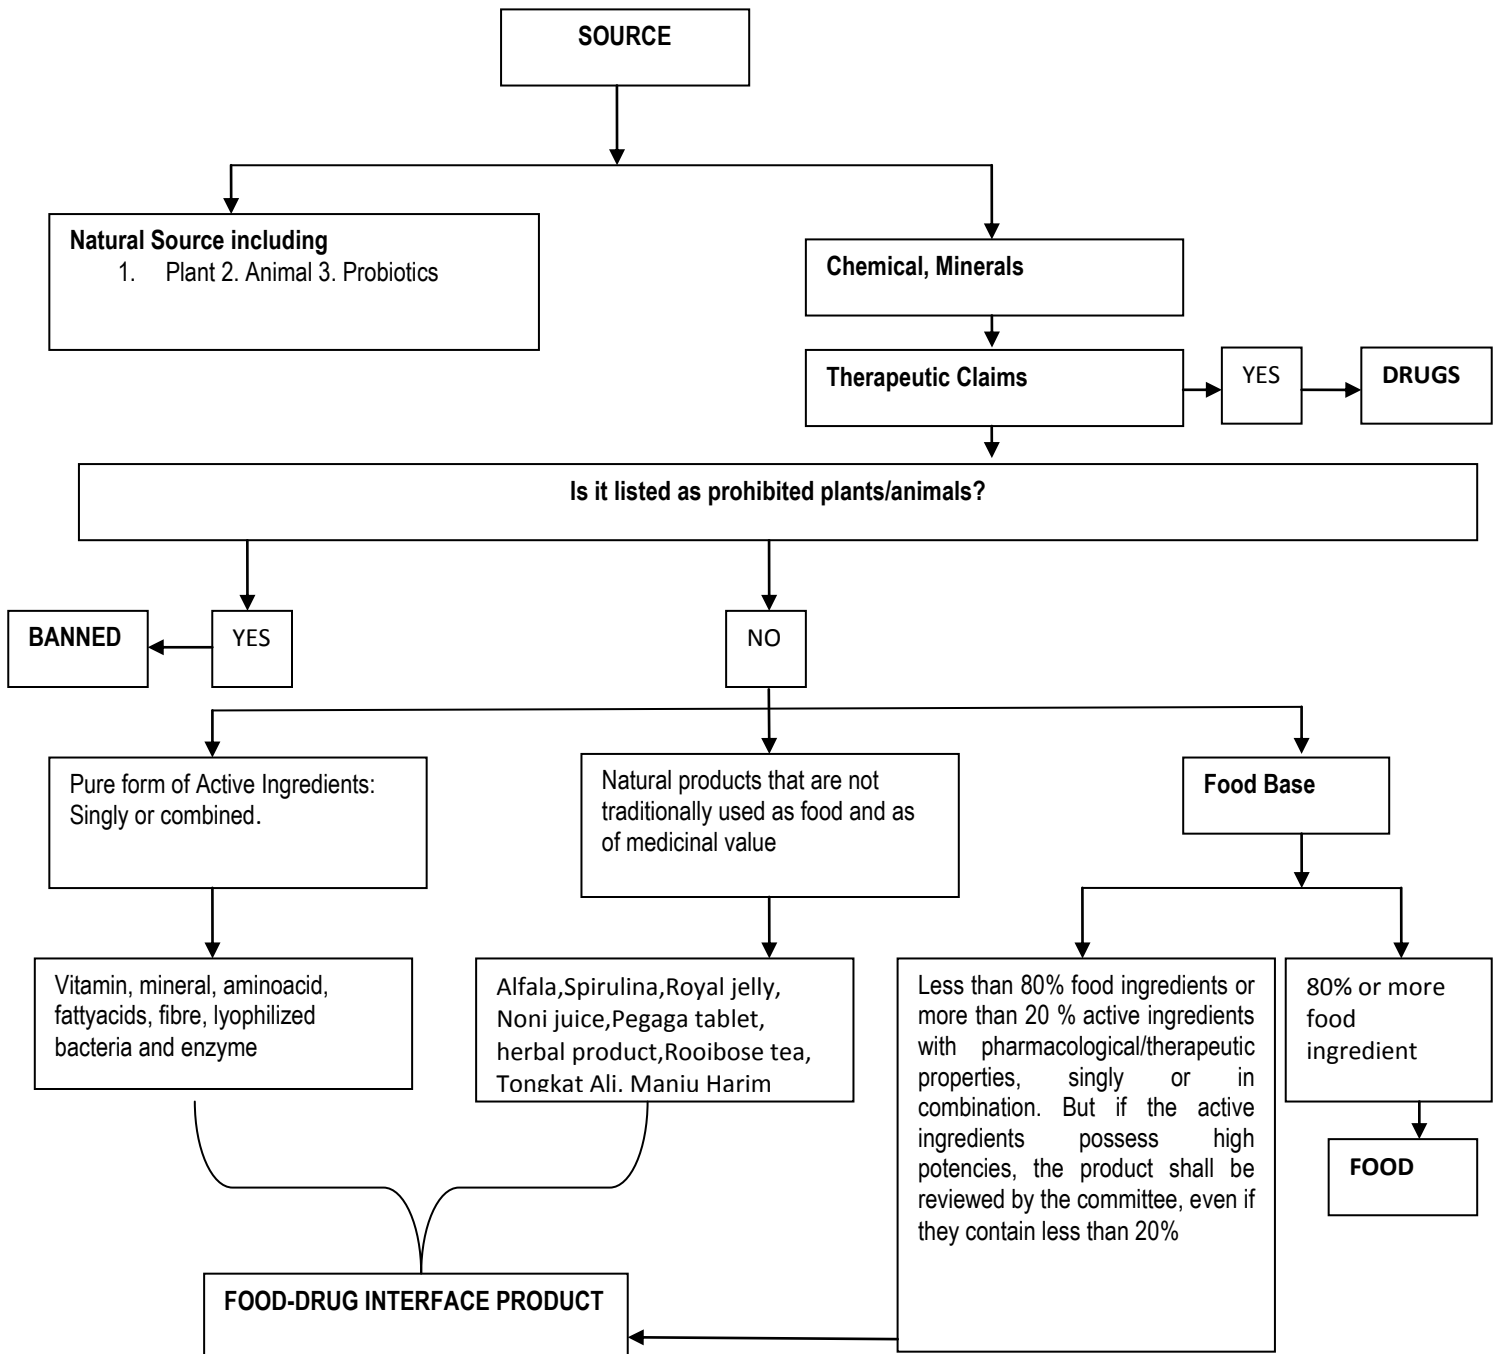 SOURCE
Natural Source including
1. Plant 2. Animal 3. Probiotics
Chemical, Minerals
Therapeutic Claims
YES
DRUGS
Is it listed as prohibited plants/animals?
BANNED
YES
NO
Pure form of Active Ingredients:
Singly or combined.
Natural products that are not
traditionally used as food and as
of medicinal value
Food Base
Vitamin, mineral, aminoacid,
fattyacids, fibre, lyophilized
bacteria and enzyme
Alfala,Spirulina,Royal jelly,
Noni juice,Pegaga tablet,
herbal product,Rooibose tea,
Tongkat Ali. Maniu Harim
Less than 80% food ingredients or
more than 20 % active ingredients
with pharmacological/therapeutic
properties, singly or in
combination. But if the active
ingredients possess high
potencies, the product shall be
reviewed by the committee, even if
they contain less than 20%
80% or more
food
ingredient
FOOD
FOOD-DRUG INTERFACE PRODUCT